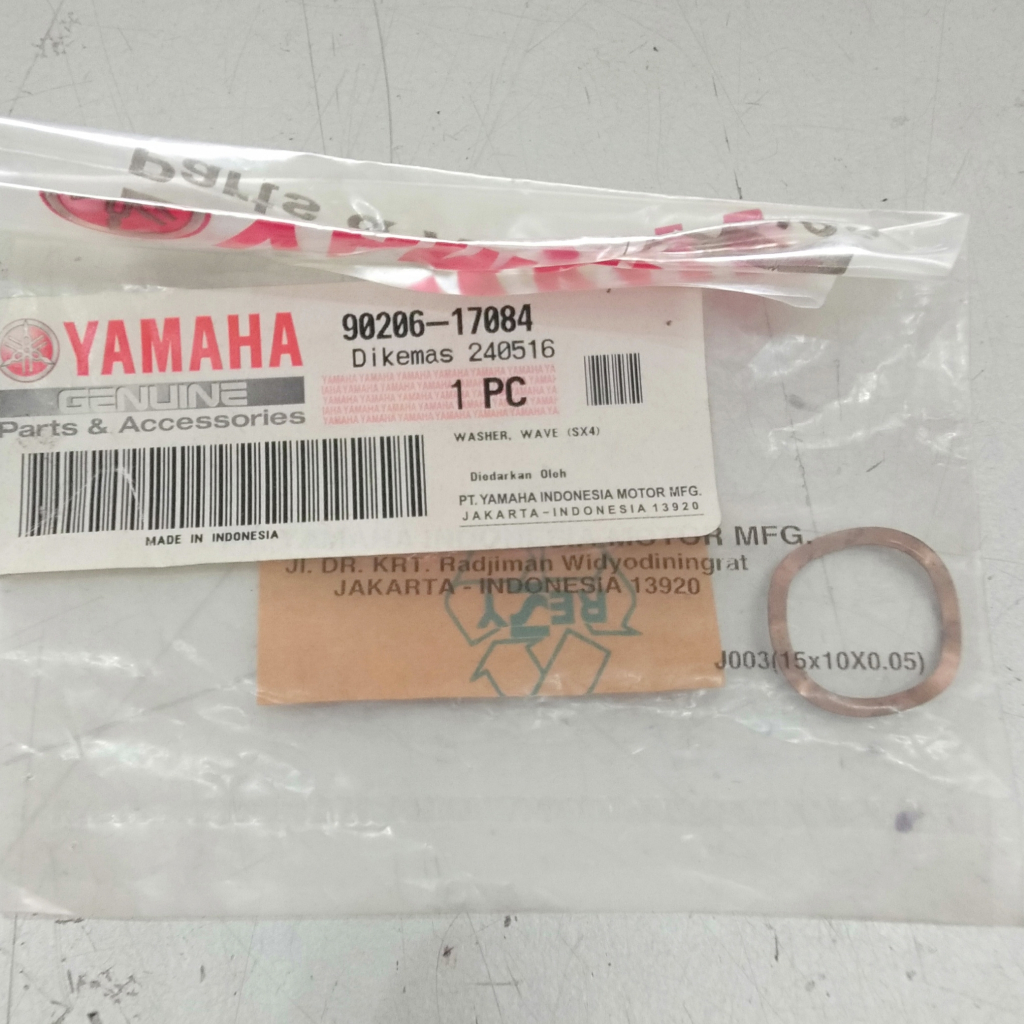 Parts &
YAMAHA
GENUINE
Parts & Accessories
90206-17084
Dikemas 240516
1 PC
WASHER, WAVE (SX4)
Diedarkan Oleh
PT. YAMAHA INDONESIA MOTOR MFG.
JAKARTA - INDONESIA 13920
MADE IN INDONESIA
MOTOR MFG.
Jl. DR. KRT. Radjiman Widyodiningrat
JAKARTA - INDONESIA 13920
RESY
J003(15x10X0.05)